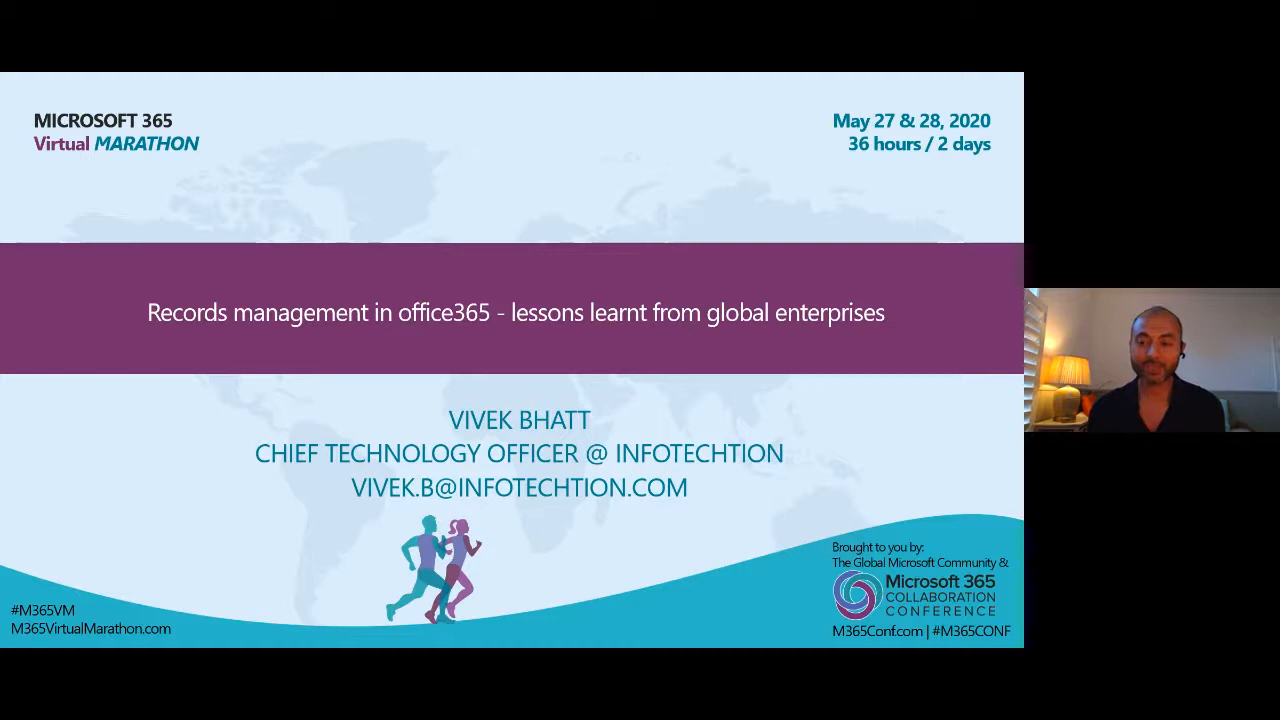 MICROSOFT 365
Virtual MARATHON
May 27 & 28, 2020
36 hours / 2 days
Records management in office365 - lessons learnt from global enterprises
VIVEK BHATT
CHIEF TECHNOLOGY OFFICER @ INFOTECHTION
VIVEK.B@INFOTECHTION.COM
#M365VM
M365VirtualMarathon.com
Brought to you by:
The Global Microsoft Community &
Microsoft 365
COLLABORATION
CONFERENCE
M365Conf.com | #M365CONF